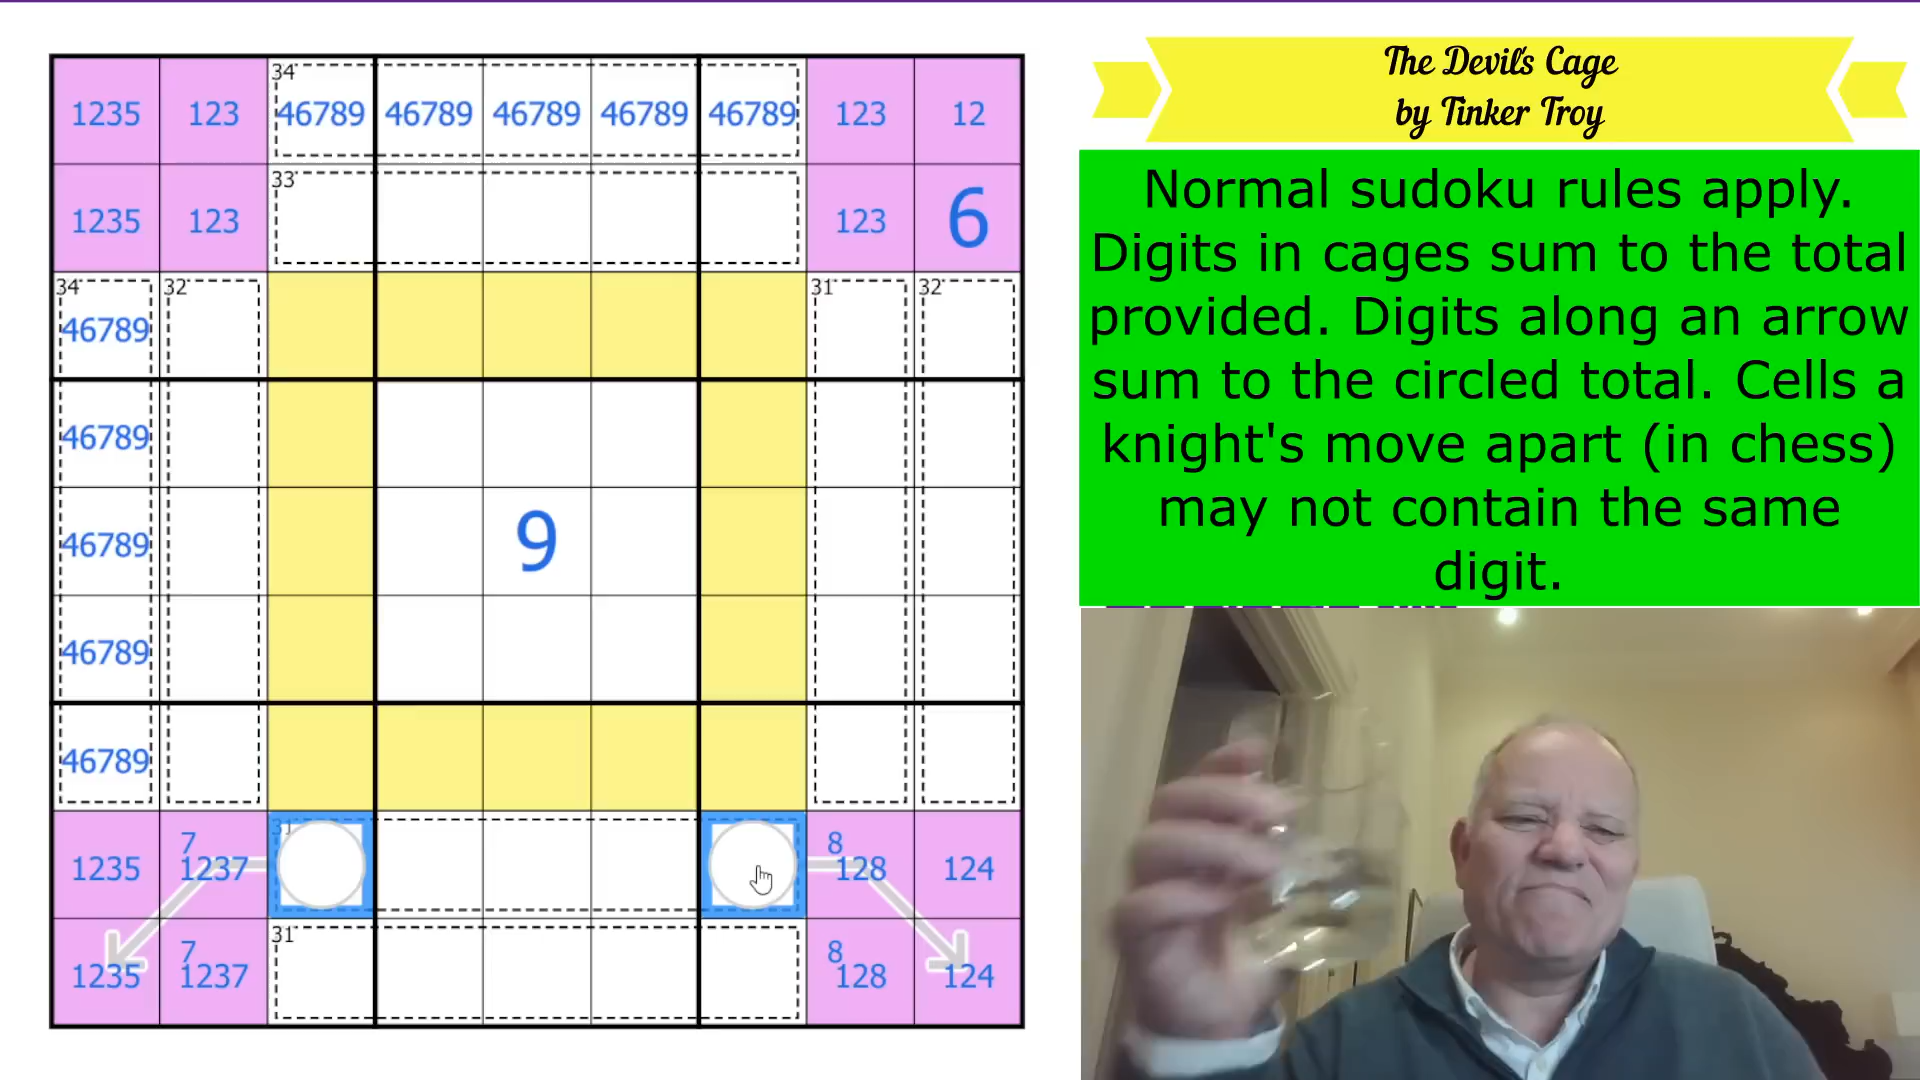 The Devil's Cage
by Tinker Troy
Normal sudoku rules apply.
Digits in cages sum to the total
provided. Digits along an arrow
sum to the circled total. Cells a
knight's move apart (in chess)
may not contain the same
digit.
34
1235 123 46789 46789 46789 46789 46789 123 12
33
1235 123 123 6
34 32 31 32
46789
46789
46789 9
46789
46789
31 7 8
1235 1237 128 124
31 7 8
1235 1237 128 124